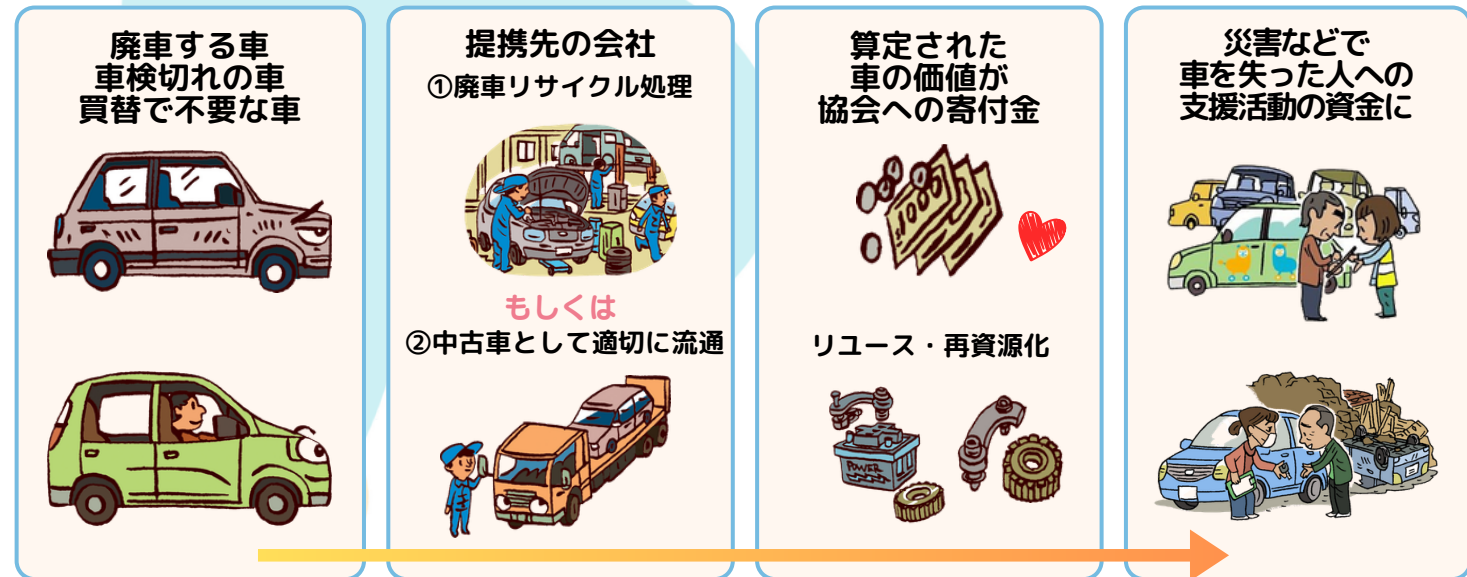 廃車する車
車検切れの車
買替で不要な車
提携先の会社
①廃車リサイクル処理
もしくは
②中古車として適切に流通
算定された
車の価値が
協会への寄付金
リユース・再資源化
POWER
災害などで
車を失った人への
支援活動の資金に